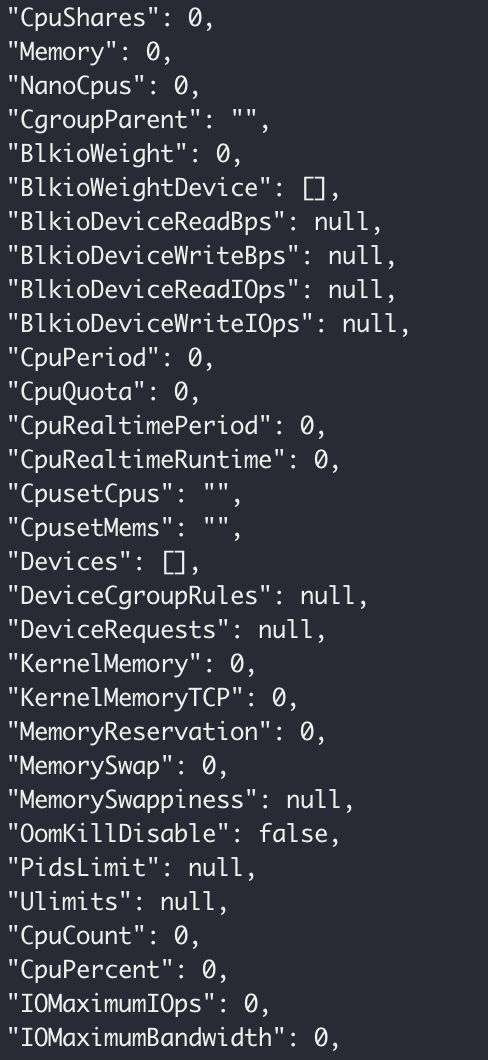 "CpuShares": 0,
"Memory": 0,
"NanoCpus": 0,
"CgroupParent": "",
"BlkioWeight": 0,
"BlkioWeightDevice": [],
"BlkioDeviceReadBps": null,
"BlkioDeviceWriteBps": null,
"BlkioDeviceReadIOps": null,
"BlkioDeviceWriteIOps": null,
"CpuPeriod": 0,
"CpuQuota": 0,
"CpuRealtimePeriod": 0,
"CpuRealtimeRuntime": 0,
"CpusetCpus": "",
"CpusetMems": "",
"Devices": [],
"DeviceCgroupRules": null,
"DeviceRequests": null,
"KernelMemory": 0,
"KernelMemoryTCP": 0,
"MemoryReservation": 0,
"MemorySwap": 0,
"MemorySwappiness": null,
"OomKillDisable": false,
"PidsLimit": null,
"Ulimits": null,
"CpuCount": 0,
"CpuPercent": 0,
"IOMaximumIOps": 0,
"IOMaximumBandwidth": 0,